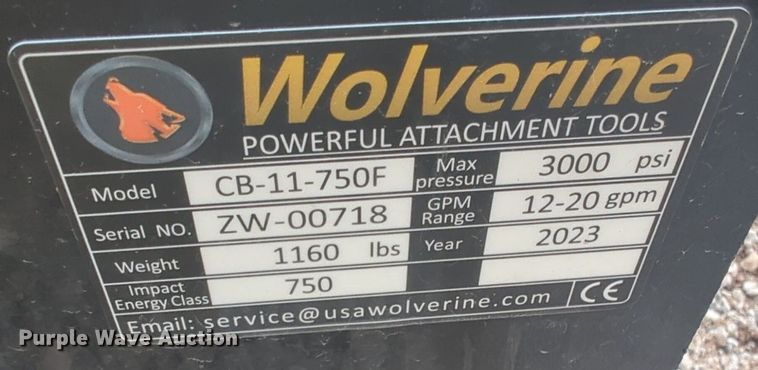 Wolverine
POWERFUL ATTACHMENT TOOLS
Model CB-11-750F Max pressure 3000 psi
Serial NO. ZW-00718 GPM Range 12-20 gpm
Weight 1160 lbs Year 2023
Impact Energy Class 750
Email: service@usawolverine.com CE
Purple Wave Auction